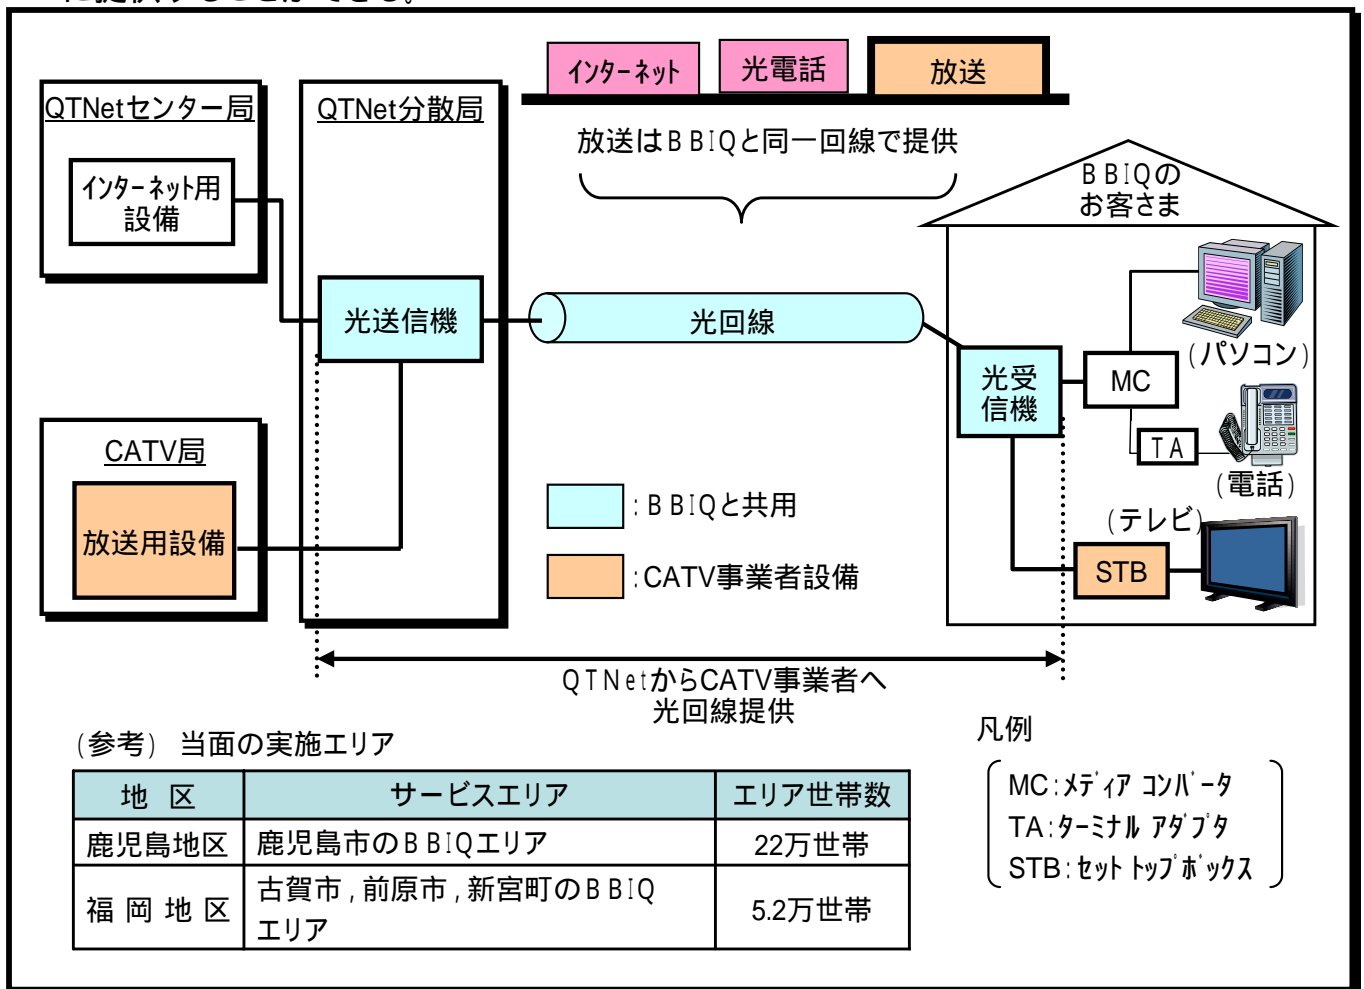 に提供することができる。
インターネット
光電話
放送
QTNetセンター局
QTNet分散局
放送はBBIQと同一回線で提供
BBIQの
お客さま
インターネット用
設備
光送信機
光回線
光受
信機
MC
(パソコン)
TA
(電話)
CATV局
放送用設備
:BBIQと共用
:CATV事業者設備
(テレビ)
STB
QTNetからCATV事業者へ
光回線提供
(参考) 当面の実施エリア
地 区 サービスエリア エリア世帯数
鹿児島地区 鹿児島市のBBIQエリア 22万世帯
福 岡 地 区 古賀市,前原市,新宮町のBBIQ
エリア 5.2万世帯
凡例
MC:メディア コンバータ
TA:ターミナル アダプタ
STB:セット トップ ボックス